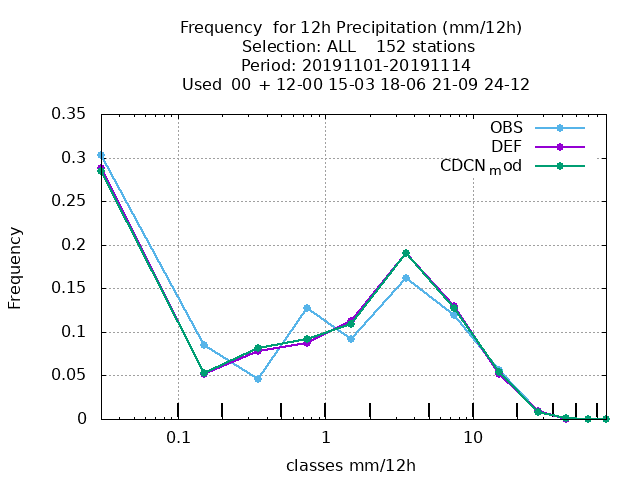 Frequency  for 12h Precipitation (mm/12h)
Selection: ALL    152 stations
Period: 20191101-20191114
Used  00 + 12-00 15-03 18-06 21-09 24-12
OBS
DEF
CDCN mod
0.35
0.3
0.25
0.2
0.15
0.1
0.05
0
Frequency
0.1 1 10
classes mm/12h